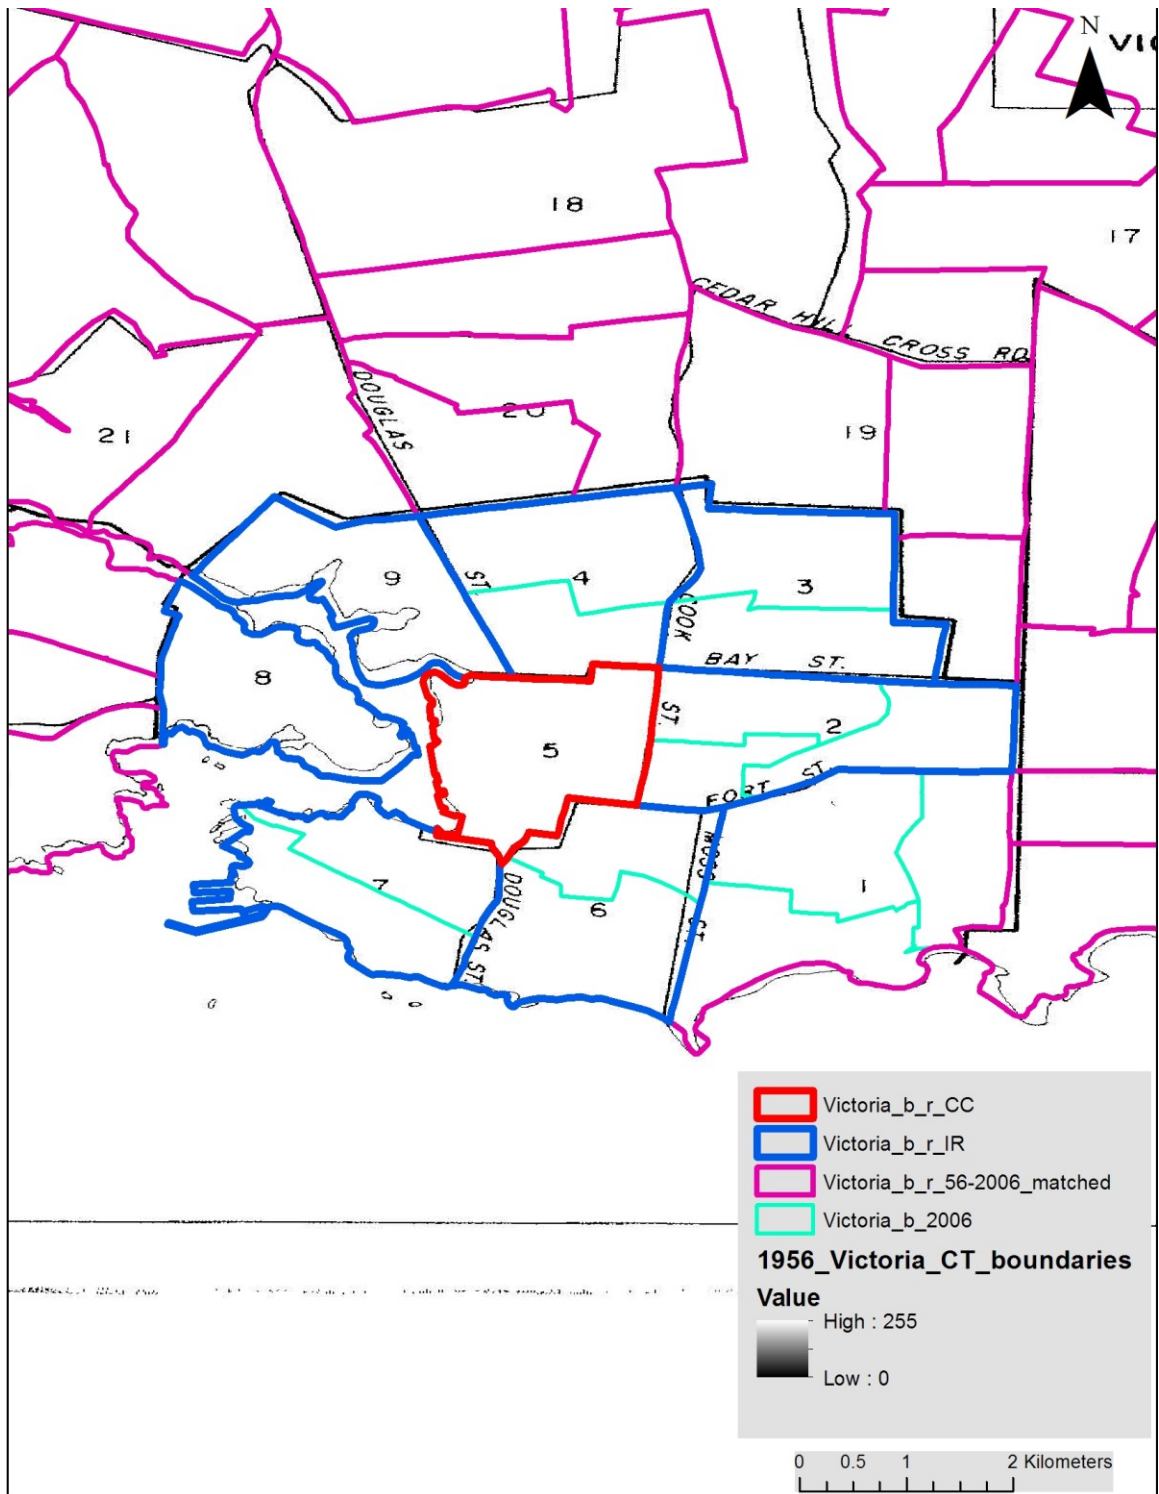 N
VIC
18
17
CEDAR HILL CROSS RD.
DOUGLAS
20
21
19
9
ST.
4
3
COOK
BAY ST.
8
ST.
2
5
FORT ST.
WOSS
7
DOUGLAS ST.
6
1
ST.
Victoria_b_r_CC
Victoria_b_r_IR
Victoria_b_r_56-2006_matched
Victoria_b_2006
1956_Victoria_CT_boundaries
Value
High : 255
Low : 0
0 0.5 1 2 Kilometers